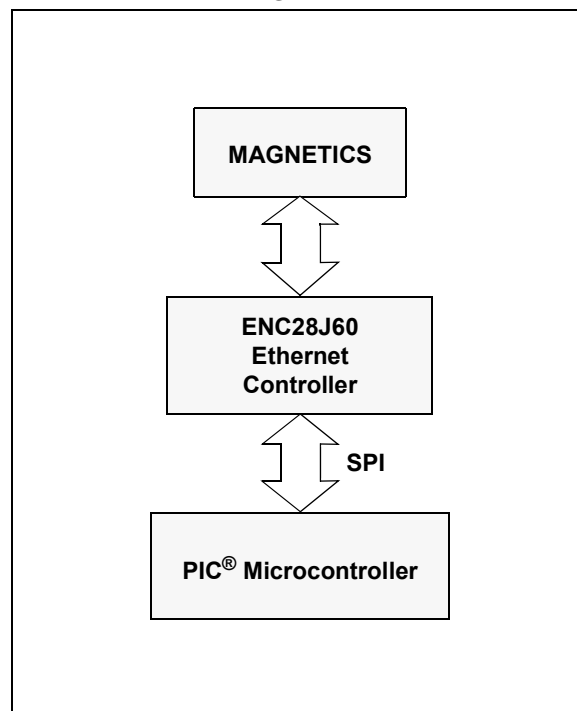 MAGNETICS
ENC28J60
Ethernet
Controller
SPI
PIC® Microcontroller